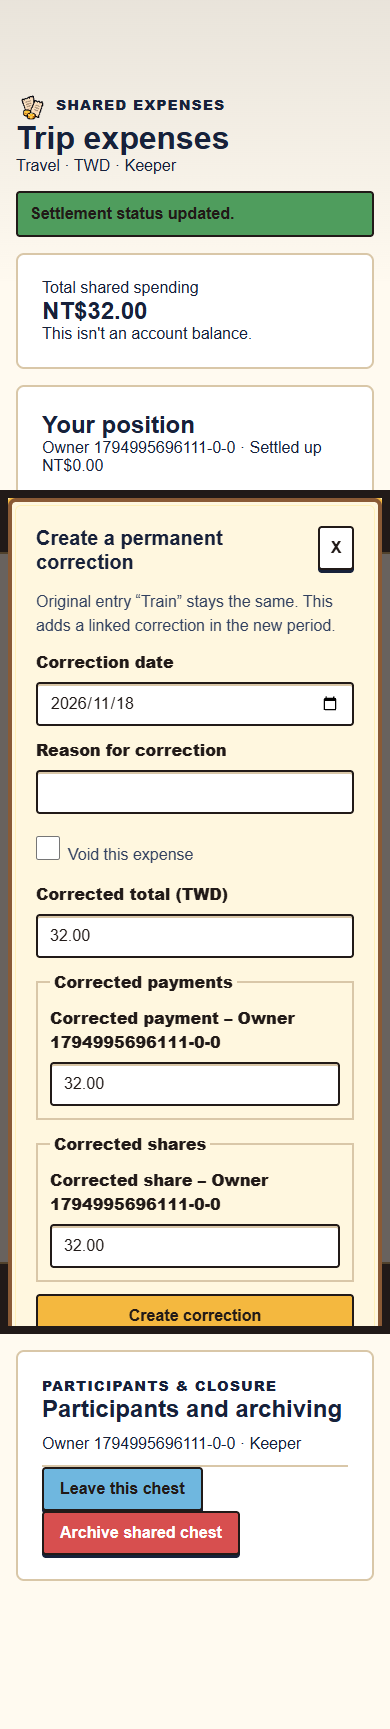 SHARED EXPENSES
Trip expenses
Travel · TWD · Keeper
Settlement status updated.
Total shared spending
NT$32.00
This isn't an account balance.
Your position
Owner 1794995696111-0-0 · Settled up
NT$0.00
Create a permanent
correction
X
Original entry “Train” stays the same. This
adds a linked correction in the new period.
Correction date
2026/11/18
Reason for correction
Void this expense
Corrected total (TWD)
32.00
Corrected payments
Corrected payment – Owner
1794995696111-0-0
32.00
Corrected shares
Corrected share – Owner
1794995696111-0-0
32.00
Create correction
PARTICIPANTS & CLOSURE
Participants and archiving
Owner 1794995696111-0-0 · Keeper
Leave this chest
Archive shared chest